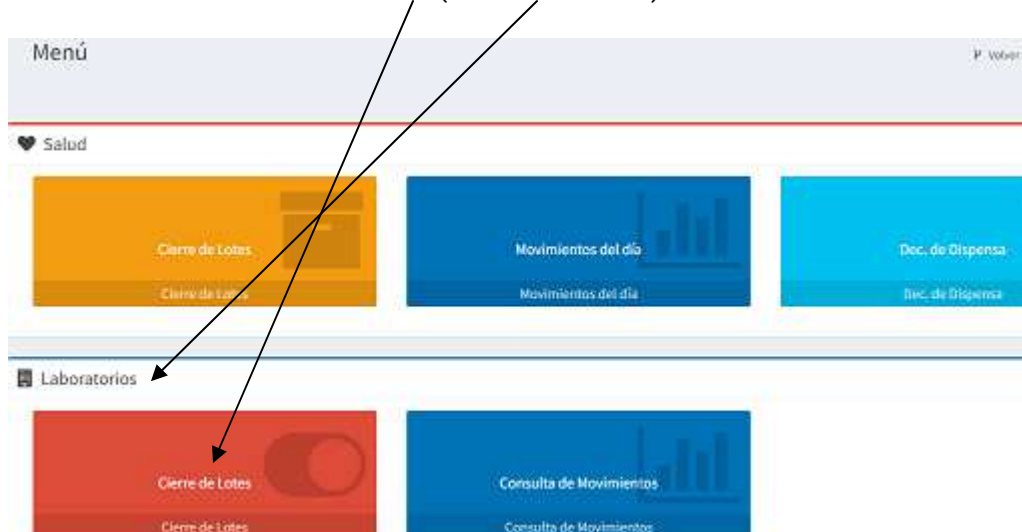 Menú
Volver
Salud
Cierre de Lotes
Movimientos del día
Dec. de Dispensa
Cierre de Lotes
Movimientos del día
Dec. de Dispensa
Laboratorios
Cierre de Lotes
Consulta de Movimientos
Cierre de Lotes
Consulta de Movimientos